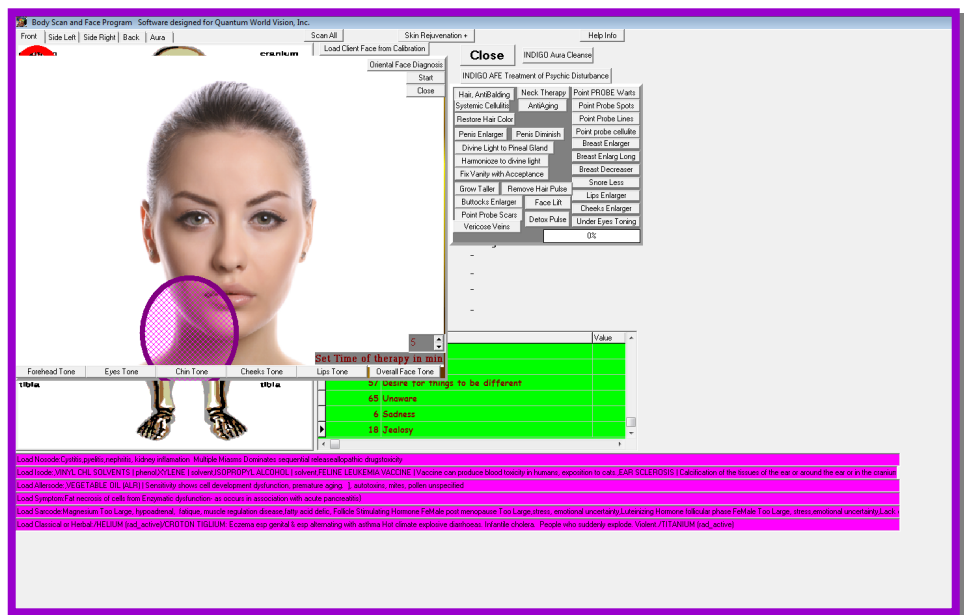 Body Scan and Face Program   Software designed for Quantum World Vision, Inc.
Front
Side Left
Side Right
Back
Aura
Scan All
Skin Rejuvenation +
Help Info
Load Client Face from Calibration
cranium
Close
INDIGO Aura Cleanse
Oriental Face Diagnosis
Start
Close
INDIGO AFE Treatment of Psychic Disturbance
Hair, AntiBalding
Neck Therapy
Point PROBE Warts
Systemic Cellulitis
AntiAging
Point Probe Spots
Restore Hair Color
Point Probe Lines
Penis Enlarger
Penis Diminish
Point probe cellulite
Divine Light to Pineal Gland
Breast Enlarger
Harmonioze to divine light
Breast Enlarg Long
Fix Vanity with Acceptance
Breast Decreaser
Grow Taller
Remove Hair Pulse
Snore Less
Buttocks Enlarger
Face Lift
Lips Enlarger
Point Probe Scars
Detox Pulse
Cheeks Enlarger
Vericose Veins
Under Eyes Toning
0%
-
-
-
-
5
Value
Set Time of therapy in min
Forehead Tone
Eyes Tone
Chin Tone
Cheeks Tone
Lips Tone
Overall Face Tone
tibia
tibia
57 Desire for things to be different
65 Unaware
6 Sadness
18 Jealosy
Load Nosode:Cystitis,pyelitis,nephritis, kidney inflamation. Multiple Miasms Dominates sequential releaseallopathic drugstoxicity
Load Isode:,VINYL CHL SOLVENTS | phenolXYLENE | solventJSOPROPYL ALCOHOL | solvent,FELINE LEUKEMIA VACCINE | Vaccine can produce blood toxicity in humans, exposition to cats.,EAR SCLEROSIS | Calcification of the tissues of the ear or around the ear or in the cranium
Load Allersode:VEGETABLE OIL (ALR) | Sensitivity shows cell development dysfunction, premature aging. autotoxins, mites, pollen unspecified
Load Symptom:Fat necrosis of cells from Enzymatic dysfunction- as occurs in association with acute pancreatitis}
Load Sarcode:Magnesium Too Large, hypoadrenal, fatique, muscle regulation disease,fatty acid defic, Follicle Stimulating Hormone FeMale post menopause Too Large,stress, emotional uncertainty,Luteinizing Hormone follicular phase FeMale Too Large, stress,emotional uncertainty,Lack
Load Classical or Herbal:/HELIUM (rad_active)/CROTON TIGLIUM: Eczema esp genital & esp alternating with asthma Hot climate explosive diarrhoeas. Infantile cholera, People who suddenly explode. Violent./TITANIUM (rad_active)